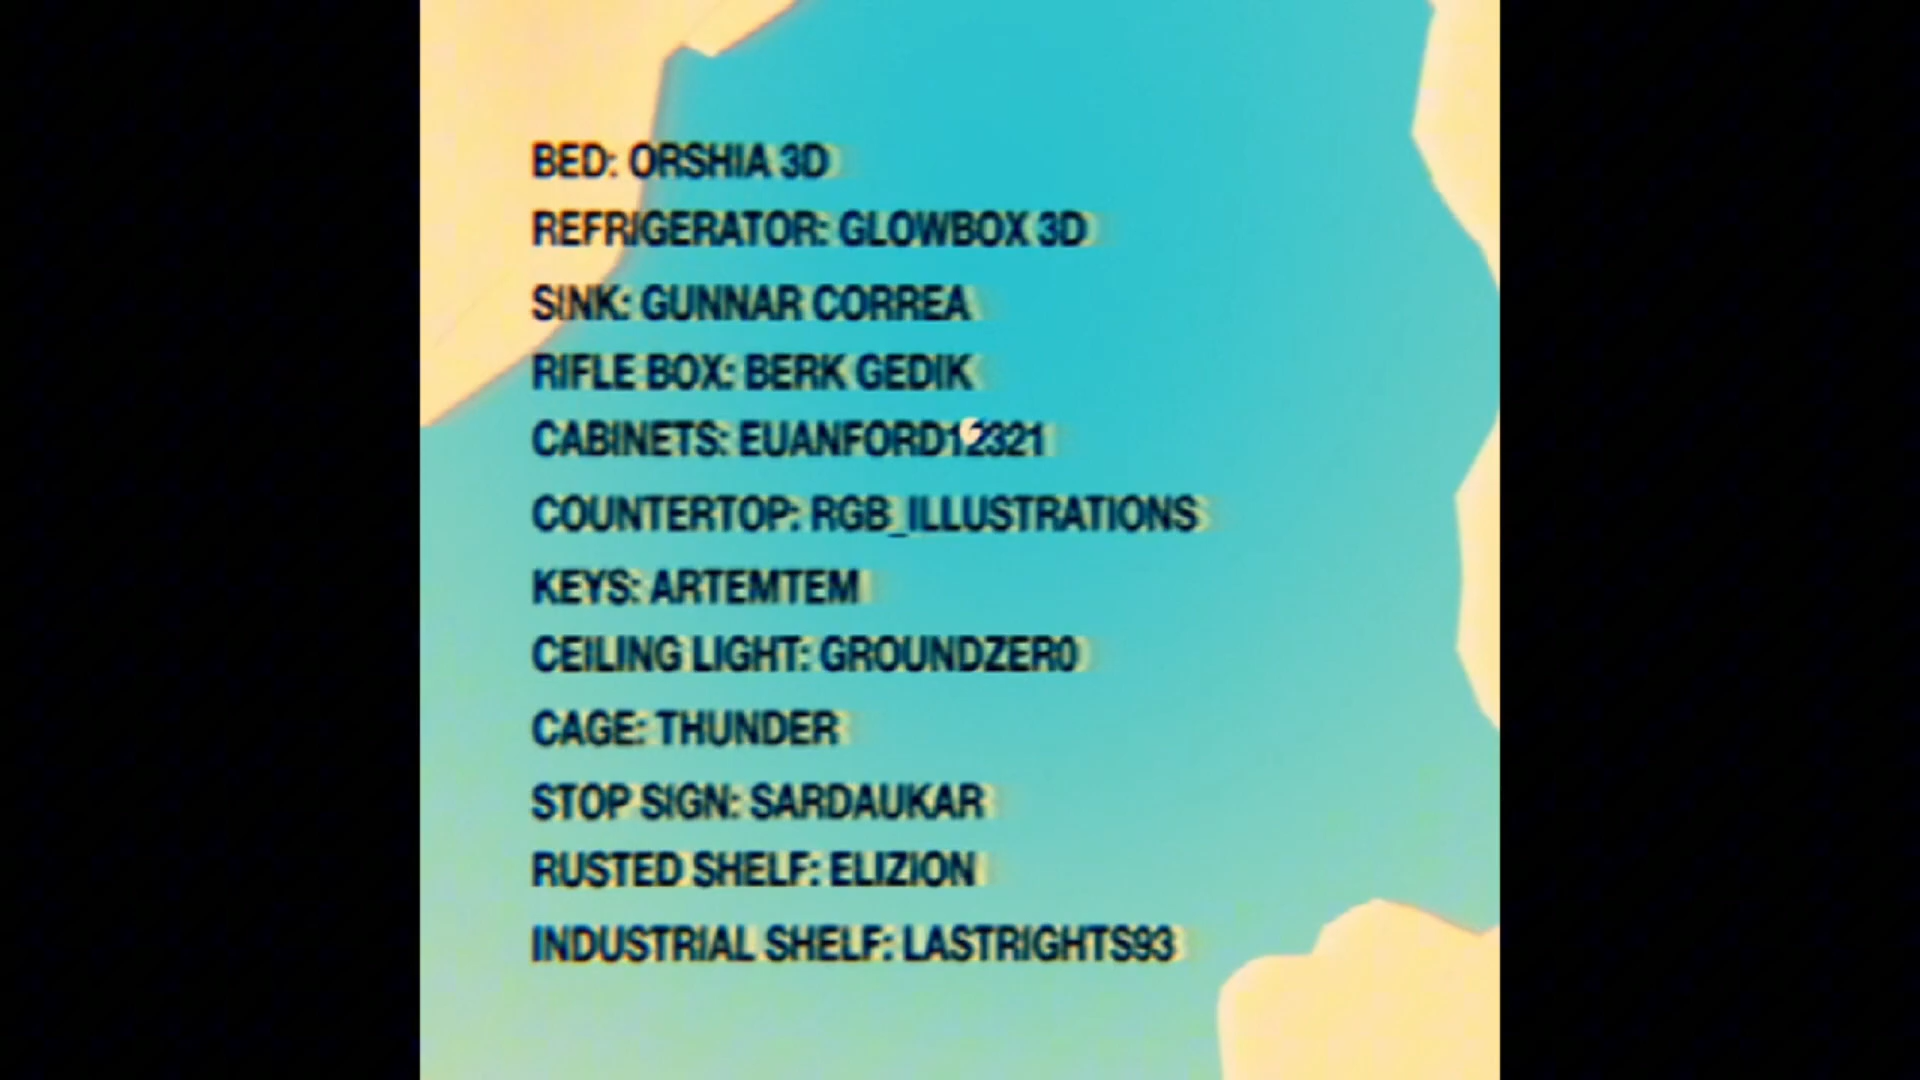 BED: ORSHIA 3D
REFRIGERATOR: GLOWBOX 3D
SINK: GUNNAR CORREA
RIFLE BOX: BERK GEDIK
CABINETS: EUANFORD12321
COUNTERTOP: RGB_ILLUSTRATIONS
KEYS: ARTEMTEM
CEILING LIGHT: GROUNDZER0
CAGE: THUNDER
STOP SIGN: SARDAUKAR
RUSTED SHELF: ELIZION
INDUSTRIAL SHELF: LASTRIGHTS93